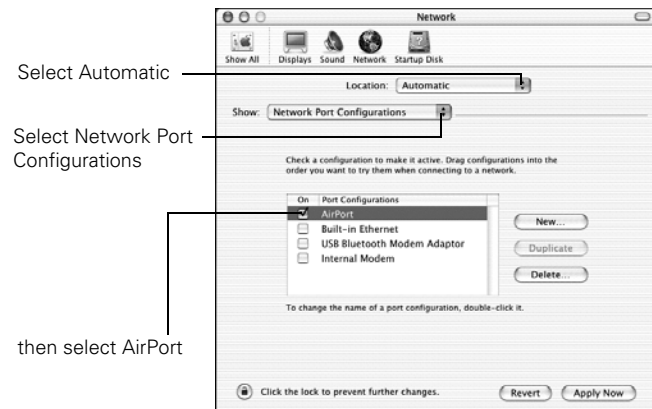 Network
Show All Displays Sound Network Startup Disk
Select Automatic
Location: Automatic
Show: Network Port Configurations
Select Network Port
Configurations
Check a configuration to make it active. Drag configurations into the
order you want to try them when connecting to a network.
On Port Configurations
AirPort
Built-in Ethernet
USB Bluetooth Modem Adaptor
Internal Modem
New...
Duplicate
Delete...
To change the name of a port configuration, double-click it.
then select AirPort
Click the lock to prevent further changes.
Revert
Apply Now